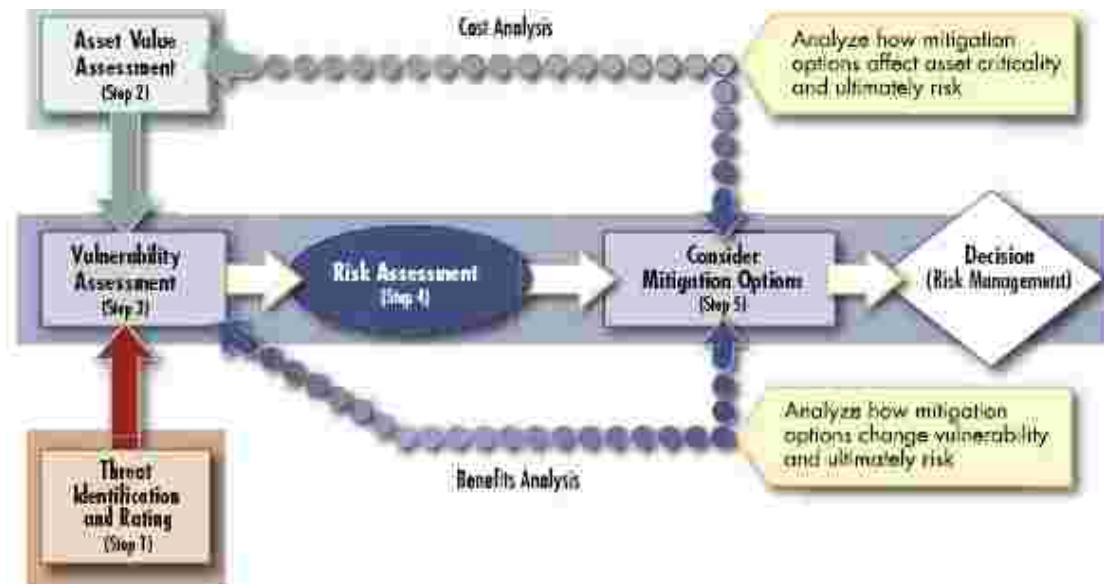 Asset Value
Assessment
(Step 2)
Cost Analysis
Analyze how mitigation
options affect asset criticality
and ultimately risk
Vulnerability
Assessment
(Step 3)
Risk Assessment
(Step 4)
Consider
Mitigation Options
(Step 5)
Decision
(Risk Management)
Threat
Identification
and Rating
(Step 1)
Benefits Analysis
Analyze how mitigation
options change vulnerability
and ultimately risk